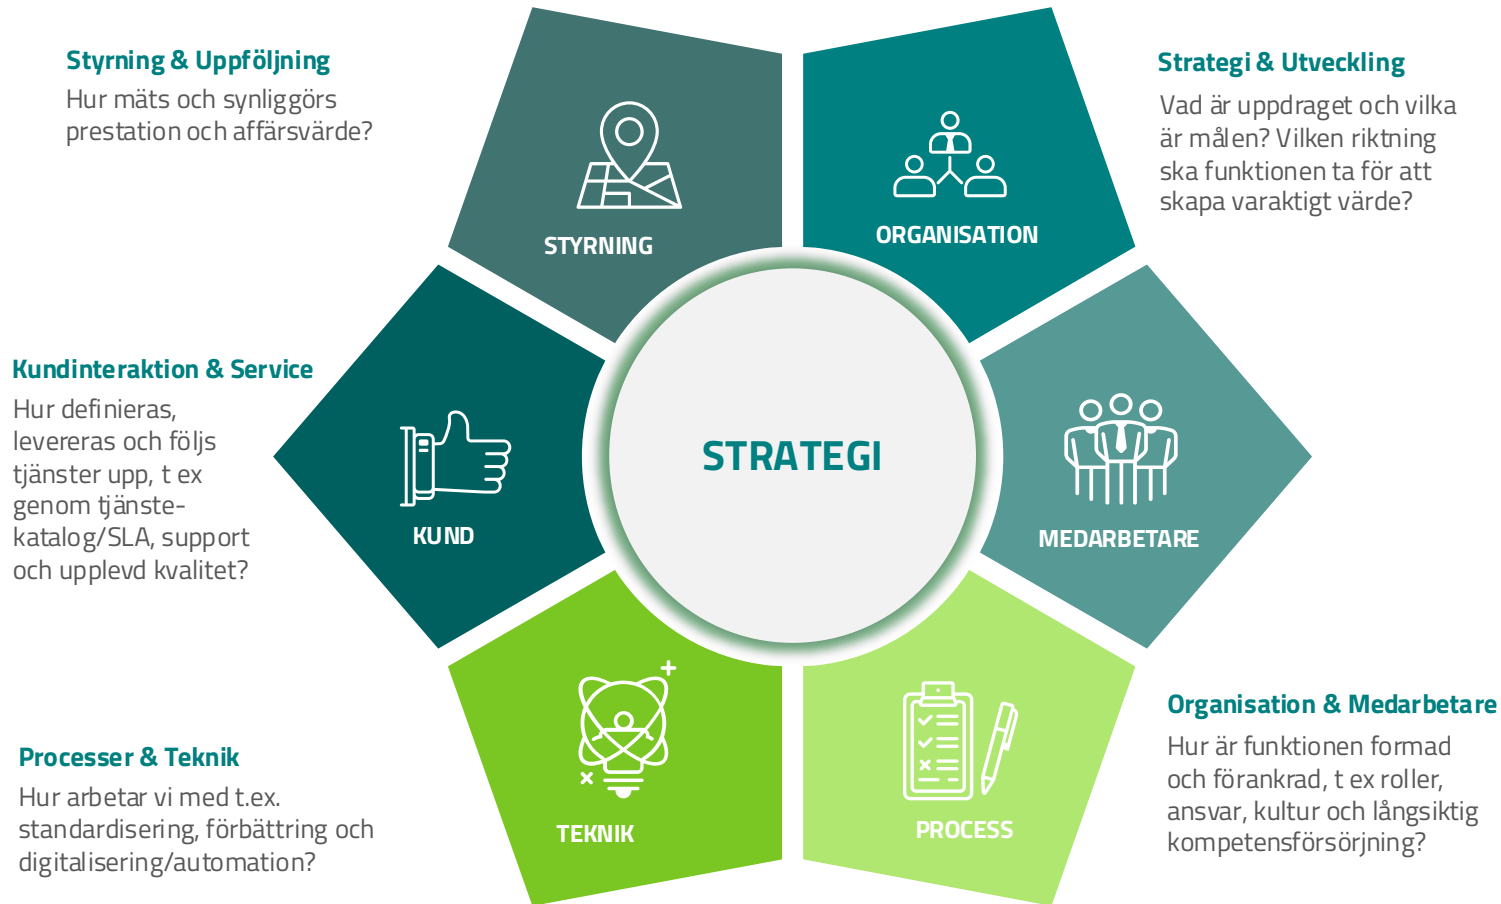 Styrning & Uppföljning
Hur mäts och synliggörs
prestation och affärsvärde?
STYRNING
ORGANISATION
Strategi & Utveckling
Vad är uppdraget och vilka
är målen? Vilken riktning
ska funktionen ta för att
skapa varaktigt värde?
Kundinteraktion & Service
Hur definieras,
levereras och följs
tjänster upp, t ex
genom tjänste-
katalog/SLA, support
och upplevd kvalitet?
KUND
STRATEGI
MEDARBETARE
Processer & Teknik
Hur arbetar vi med t.ex.
standardisering, förbättring och
digitalisering/automation?
TEKNIK
PROCESS
Organisation & Medarbetare
Hur är funktionen formad
och förankrad, t ex roller,
ansvar, kultur och långsiktig
kompetensförsörjning?